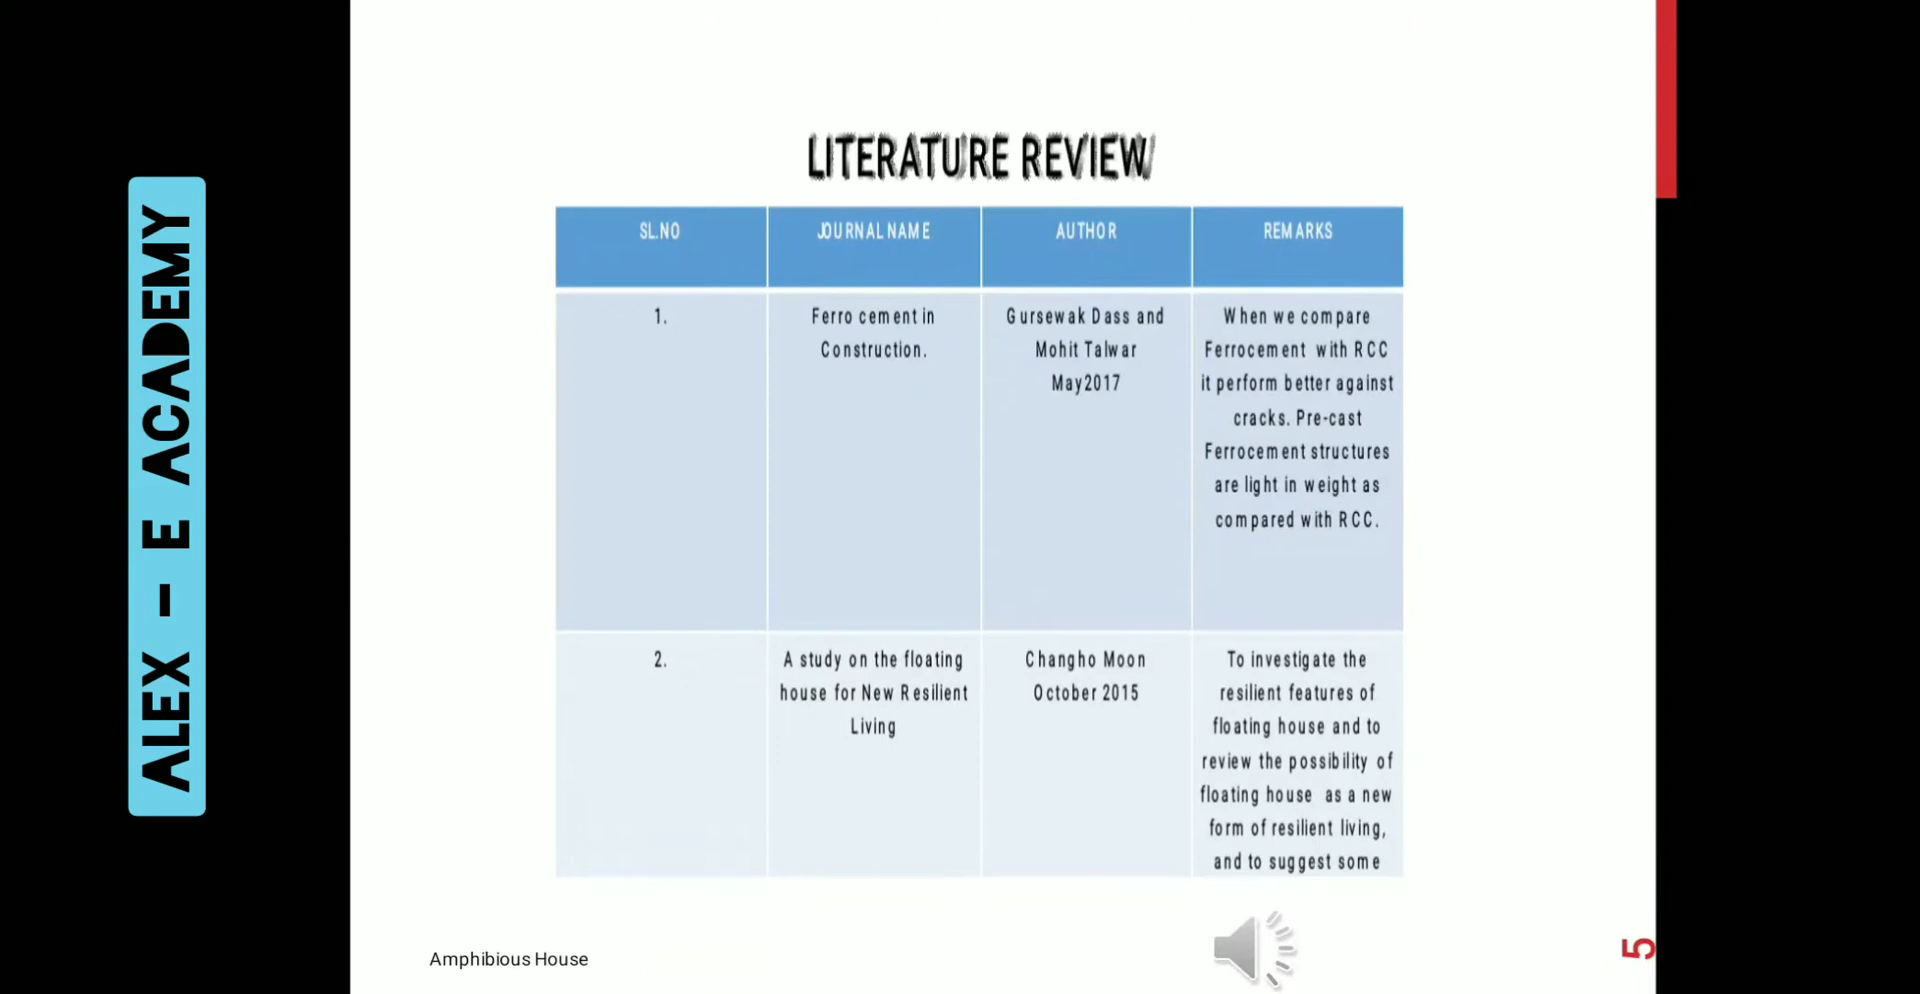 ALEX - E ACADEMY
LITERATURE REVIEW
SL.NO
JOURNAL NAME
AUTHOR
REMARKS
1.
Ferro cement in
Construction.
Gursewak Dass and
Mohit Talwar
May2017
When we compare
Ferrocement with RCC
it perform better against
cracks. Pre-cast
Ferrocement structures
are light in weight as
compared with RCC.
2.
A study on the floating
house for New Resilient
Living
Changho Moon
October 2015
To investigate the
resilient features of
floating house and to
review the possibility of
floating house as a new
form of resilient living,
and to suggest some
Amphibious House
5